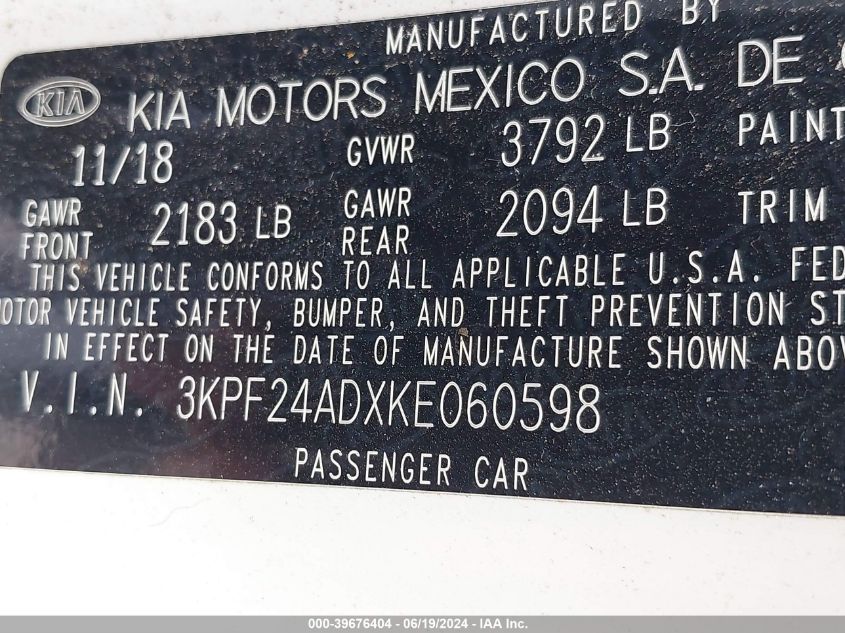 MANUFACTURED BY
KIA KIA MOTORS MEXICO S.A. DE
11/18 GVWR 3792 LB PAINT
GAWR FRONT 2183 LB GAWR REAR 2094 LB TRIM
THIS VEHICLE CONFORMS TO ALL APPLICABLE U.S.A. FED
MOTOR VEHICLE SAFETY, BUMPER, AND THEFT PREVENTION ST
IN EFFECT ON THE DATE OF MANUFACTURE SHOWN ABOV
V.I.N. 3KPF24ADXKE060598
PASSENGER CAR
000-39676404 - 06/19/2024 - IAA Inc.